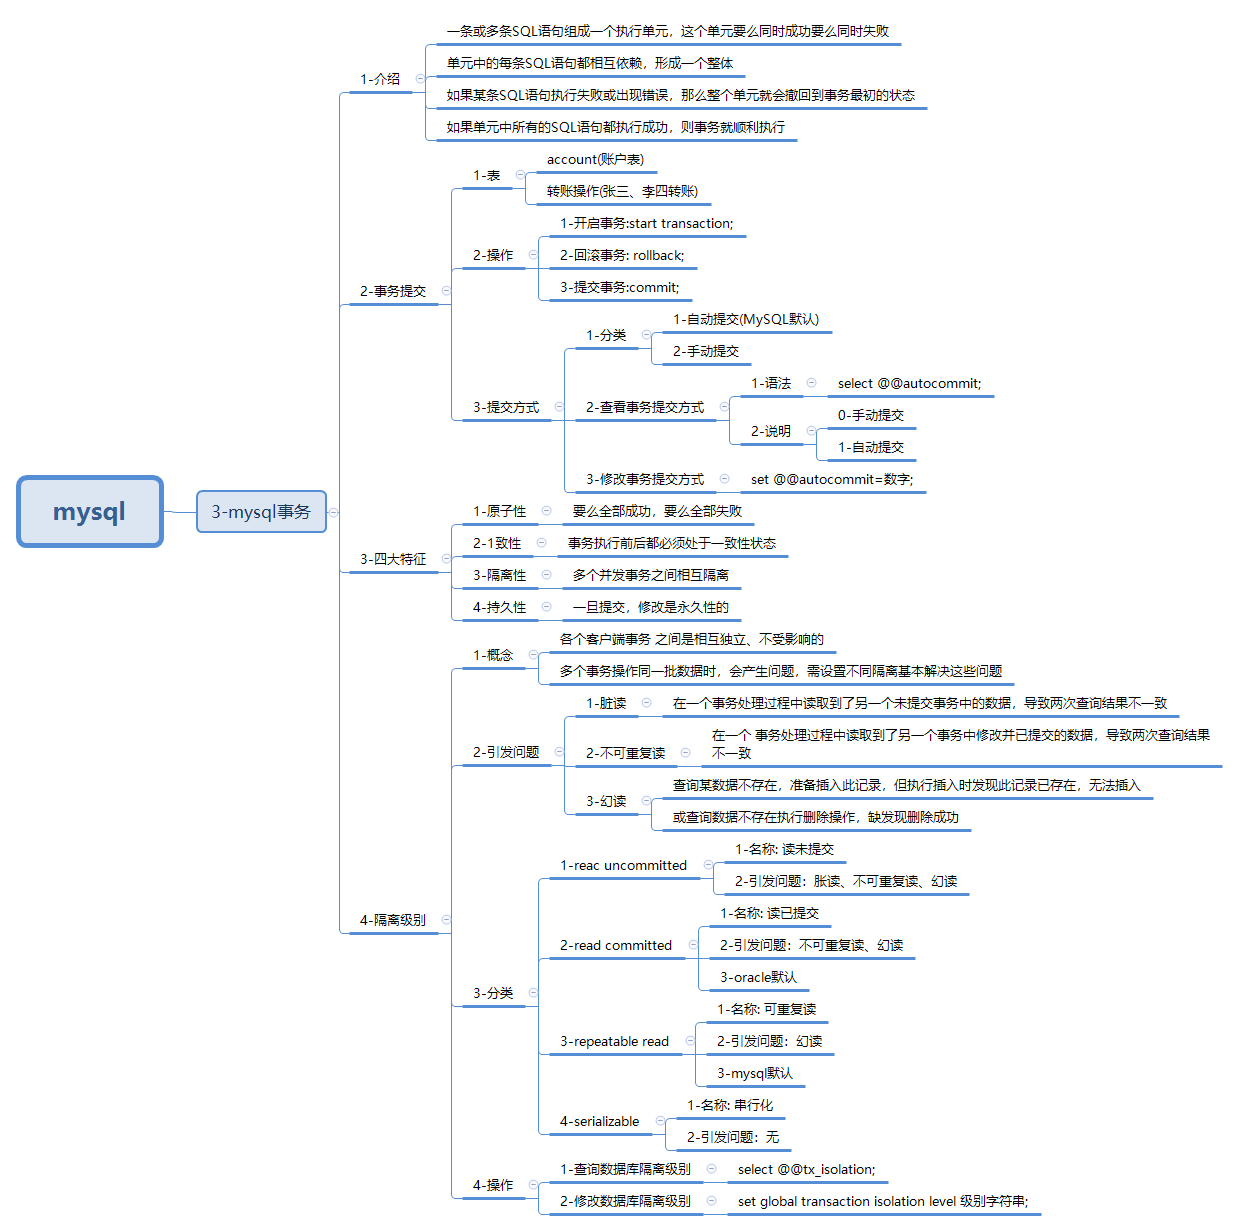 mysql
3-mysql事务
1-介绍
一条或多条SQL语句组成一个执行单元，这个单元要么同时成功要么同时失败
单元中的每条SQL语句都相互依赖，形成一个整体
如果某条SQL语句执行失败或出现错误，那么整个单元就会撤回到事务最初的状态
如果单元中所有的SQL语句都执行成功，则事务就顺利执行
2-事务提交
1-表
account(账户表)
转账操作(张三、李四转账)
2-操作
1-开启事务:start transaction;
2-回滚事务: rollback;
3-提交事务:commit;
3-提交方式
1-分类
1-自动提交(MySQL默认)
2-手动提交
2-查看事务提交方式
1-语法
select @@autocommit;
2-说明
0-手动提交
1-自动提交
3-修改事务提交方式
set @@autocommit=数字;
3-四大特征
1-原子性
要么全部成功，要么全部失败
2-1致性
事务执行前后都必须处于一致性状态
3-隔离性
多个并发事务之间相互隔离
4-持久性
一旦提交，修改是永久性的
4-隔离级别
1-概念
各个客户端事务 之间是相互独立、不受影响的
多个事务操作同一批数据时，会产生问题，需设置不同隔离基本解决这些问题
2-引发问题
1-脏读
在一个事务处理过程中读取到了另一个未提交事务中的数据，导致两次查询结果不一致
2-不可重复读
在一个 事务处理过程中读取到了另一个事务中修改并已提交的数据，导致两次查询结果
不一致
3-幻读
查询某数据不存在，准备插入此记录，但执行插入时发现此记录已存在，无法插入
或查询数据不存在执行删除操作，缺发现删除成功
3-分类
1-reac uncommitted
1-名称: 读未提交
2-引发问题：胀读、不可重复读、幻读
2-read committed
1-名称: 读已提交
2-引发问题：不可重复读、幻读
3-oracle默认
3-repeatable read
1-名称: 可重复读
2-引发问题：幻读
3-mysql默认
4-serializable
1-名称: 串行化
2-引发问题：无
4-操作
1-查询数据库隔离级别
select @@tx_isolation;
2-修改数据库隔离级别
set global transaction isolation level 级别字符串;